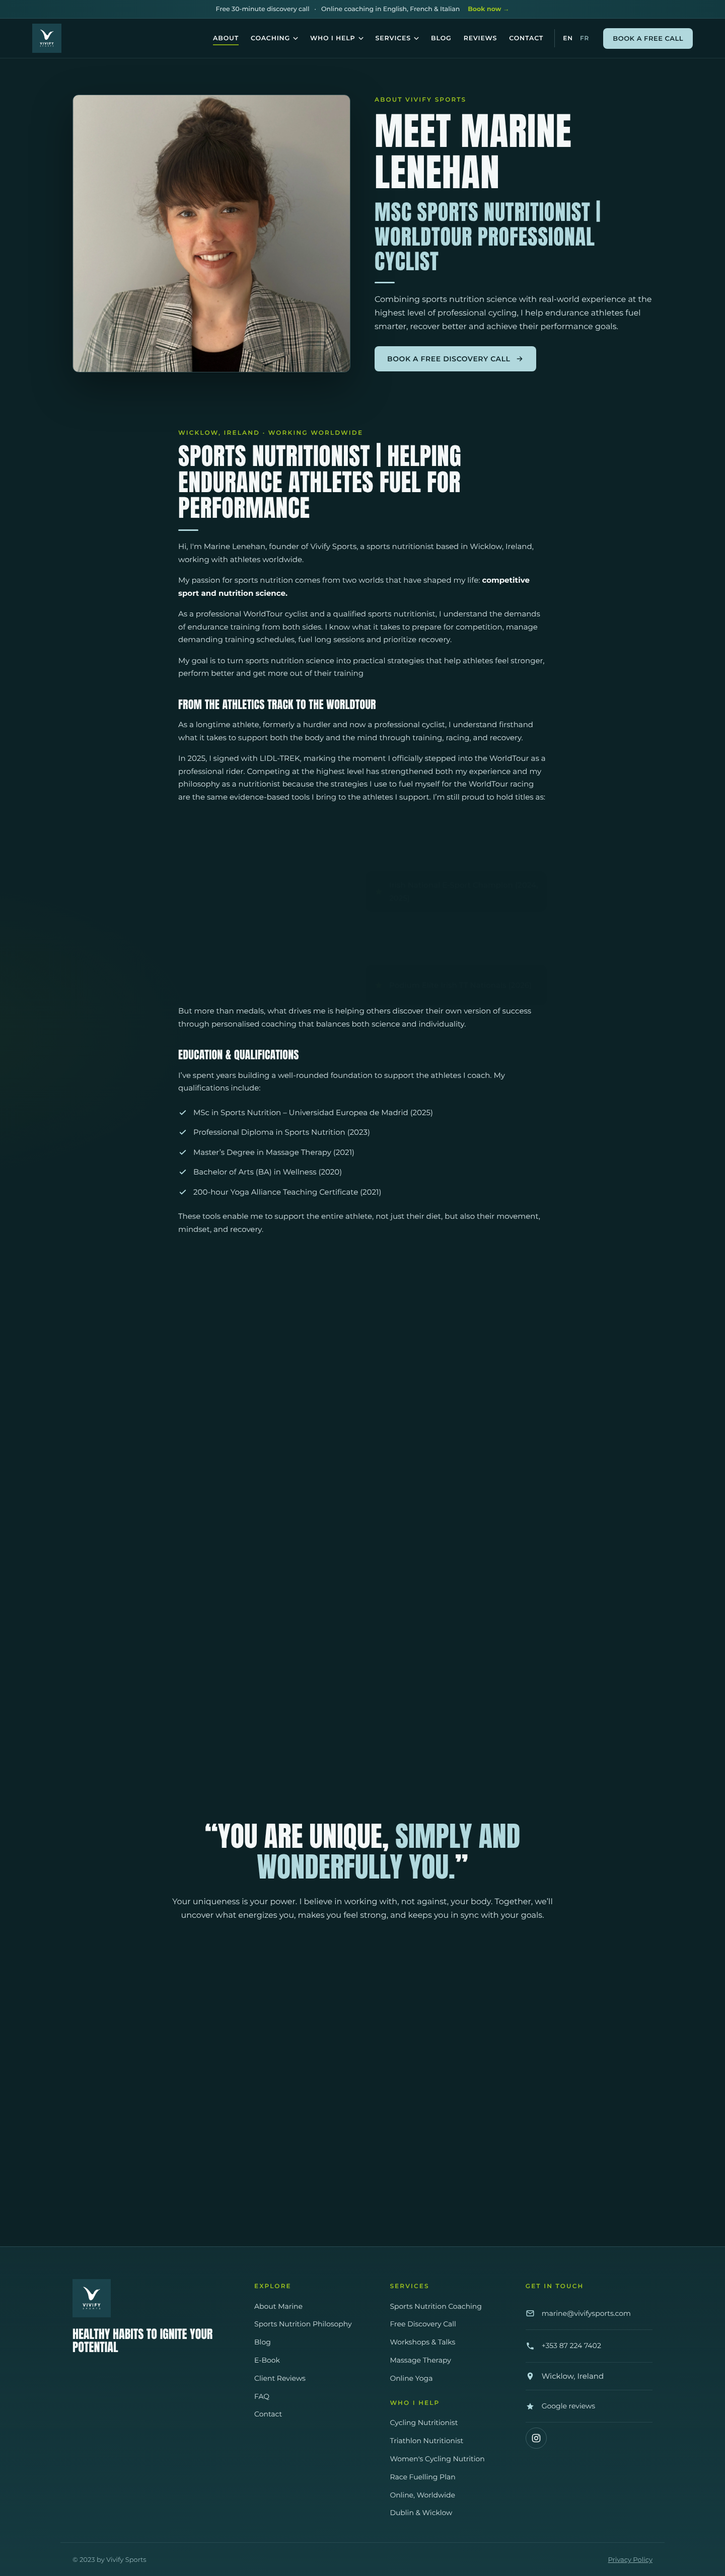 Free 30-minute discovery call · Online coaching in English, French & Italian Book now →
VIVIFY
ABOUT COACHING WHO I HELP SERVICES BLOG REVIEWS CONTACT EN FR BOOK A FREE CALL
ABOUT VIVIFY SPORTS
MEET MARINE
LENEHAN
MSC SPORTS NUTRITIONIST |
WORLDTOUR PROFESSIONAL
CYCLIST
Combining sports nutrition science with real-world experience at the
highest level of professional cycling, I help endurance athletes fuel
smarter, recover better and achieve their performance goals.
BOOK A FREE DISCOVERY CALL →
WICKLOW, IRELAND · WORKING WORLDWIDE
SPORTS NUTRITIONIST | HELPING
ENDURANCE ATHLETES FUEL FOR
PERFORMANCE
Hi, I'm Marine Lenehan, founder of Vivify Sports, a sports nutritionist based in Wicklow, Ireland,
working with athletes worldwide.
My passion for sports nutrition comes from two worlds that have shaped my life: competitive
sport and nutrition science.
As a professional WorldTour cyclist and a qualified sports nutritionist, I understand the demands
of endurance training from both sides. I know what it takes to prepare for competition, manage
demanding training schedules, fuel long sessions and prioritize recovery.
My goal is to turn sports nutrition science into practical strategies that help athletes feel stronger,
perform better and get more out of their training
FROM THE ATHLETICS TRACK TO THE WORLDTOUR
As a longtime athlete, formerly a hurdler and now a professional cyclist, I understand firsthand
what it takes to support both the body and the mind through training, racing, and recovery.
In 2025, I signed with LIDL-TREK, marking the moment I officially stepped into the WorldTour as a
professional rider. Competing at the highest level has strengthened both my experience and my
philosophy as a nutritionist because the strategies I use to fuel myself for the WorldTour racing
are the same evidence-based tools I bring to the athletes I support. I'm still proud to hold titles as:
But more than medals, what drives me is helping others discover their own version of success
through personalised coaching that balances both science and individuality.
EDUCATION & QUALIFICATIONS
I've spent years building a well-rounded foundation to support the athletes I coach. My
qualifications include:
MSc in Sports Nutrition – Universidad Europea de Madrid (2025)
Professional Diploma in Sports Nutrition (2023)
Master's Degree in Massage Therapy (2021)
Bachelor of Arts (BA) in Wellness (2020)
200-hour Yoga Alliance Teaching Certificate (2021)
These tools enable me to support the entire athlete, not just their diet, but also their movement,
mindset, and recovery.
“YOU ARE UNIQUE, SIMPLY AND
WONDERFULLY YOU.”
Your uniqueness is your power. I believe in working with, not against, your body. Together, we'll
uncover what energizes you, makes you feel strong, and keeps you in sync with your goals.
VIVIFY
SPORTS
HEALTHY HABITS TO IGNITE YOUR
POTENTIAL
EXPLORE
About Marine
Sports Nutrition Philosophy
Blog
E-Book
Client Reviews
FAQ
Contact
SERVICES
Sports Nutrition Coaching
Free Discovery Call
Workshops & Talks
Massage Therapy
Online Yoga
WHO I HELP
Cycling Nutritionist
Triathlon Nutritionist
Women's Cycling Nutrition
Race Fuelling Plan
Online, Worldwide
Dublin & Wicklow
GET IN TOUCH
marine@vivifysports.com
+353 87 224 7402
Wicklow, Ireland
Google reviews
© 2023 by Vivify Sports
Privacy Policy